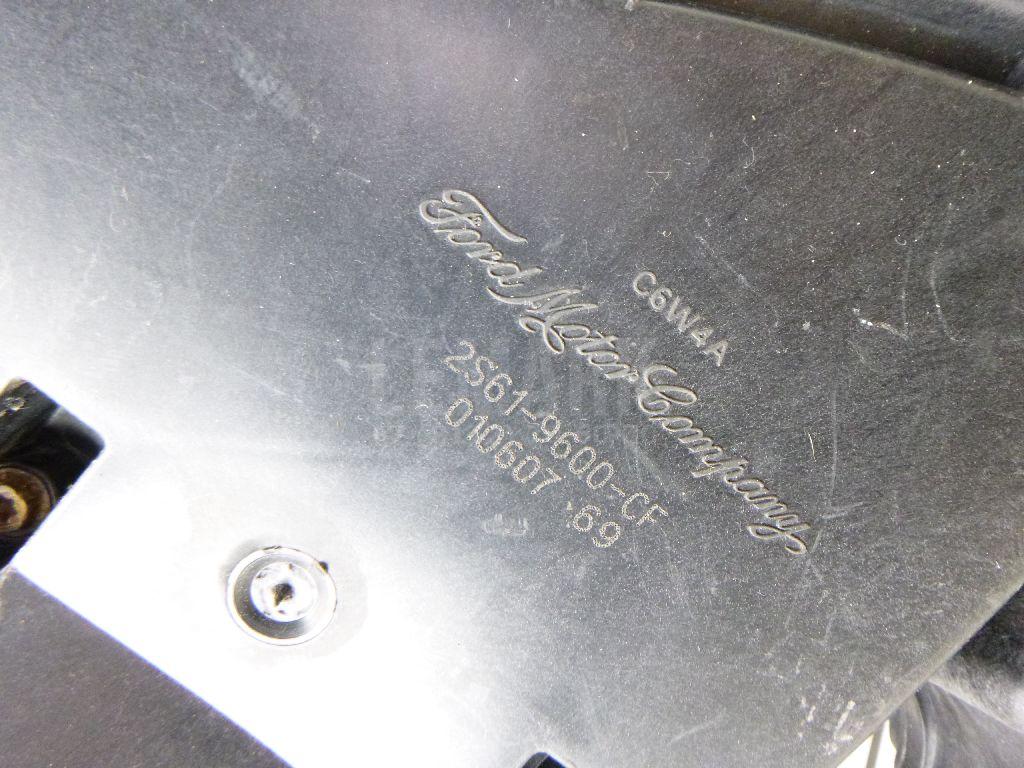 C6W4A
Ford Motor Company
2S61-9600-CF
010607 69